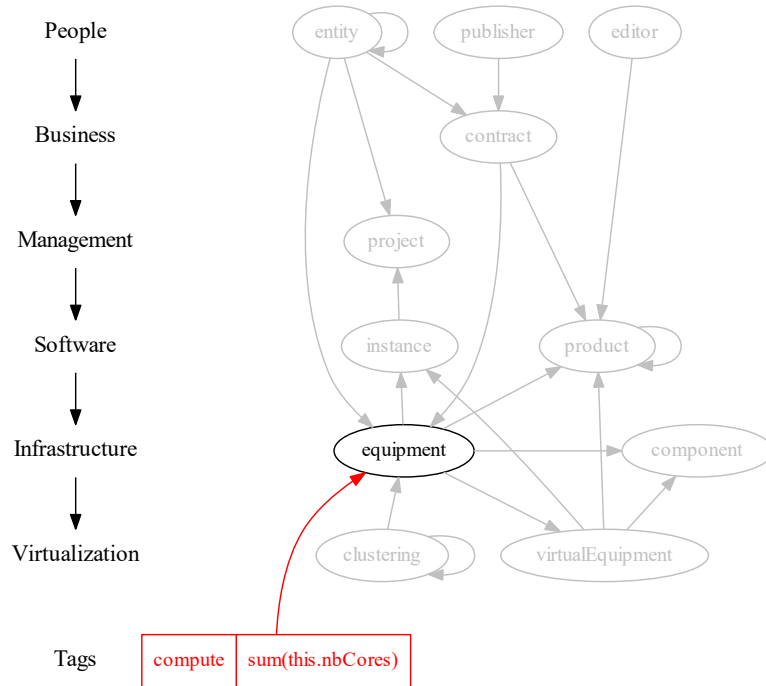 People
entity
publisher
editor
Business
contract
Management
project
Software
instance
product
Infrastructure
equipment
component
Virtualization
clustering
virtualEquipment
Tags
compute
sum(this.nbCores)